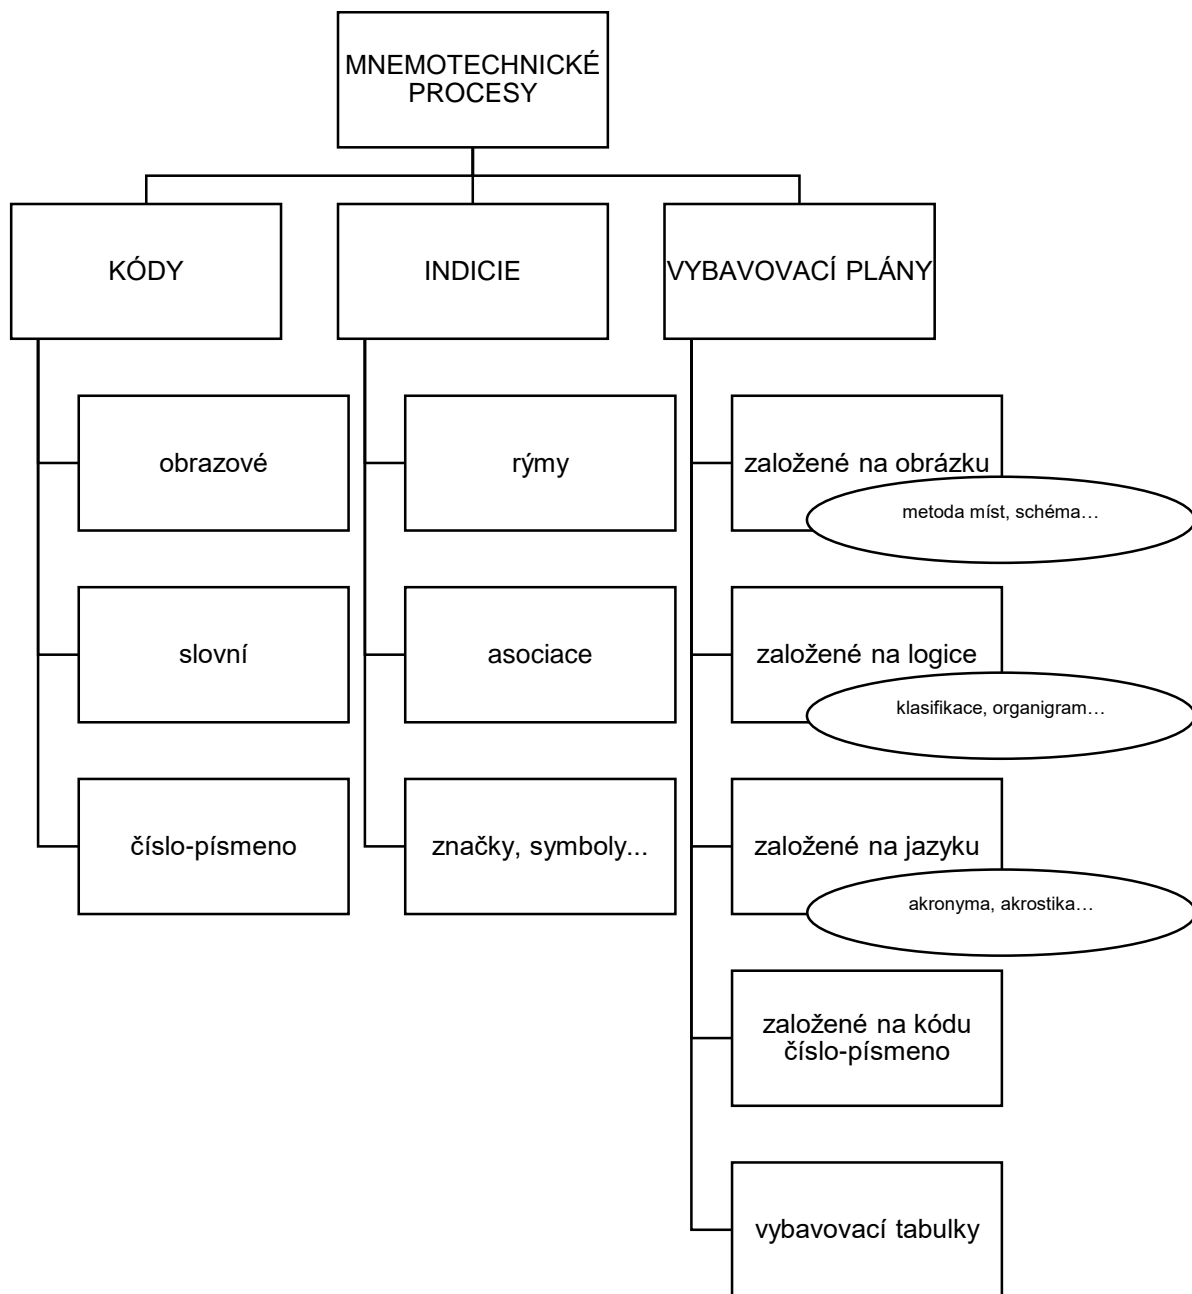 MNEMOTECHNICKÉ
PROCESY
KÓDY
INDICIE
VYBAVOVACÍ PLÁNY
obrazové
rýmy
založené na obrázku
metoda míst, schéma…
slovní
asociace
založené na logice
klasifikace, organigram…
číslo-písmeno
značky, symboly...
založené na jazyku
akronyma, akrostika…
založené na kódu
číslo-písmeno
vybavovací tabulky